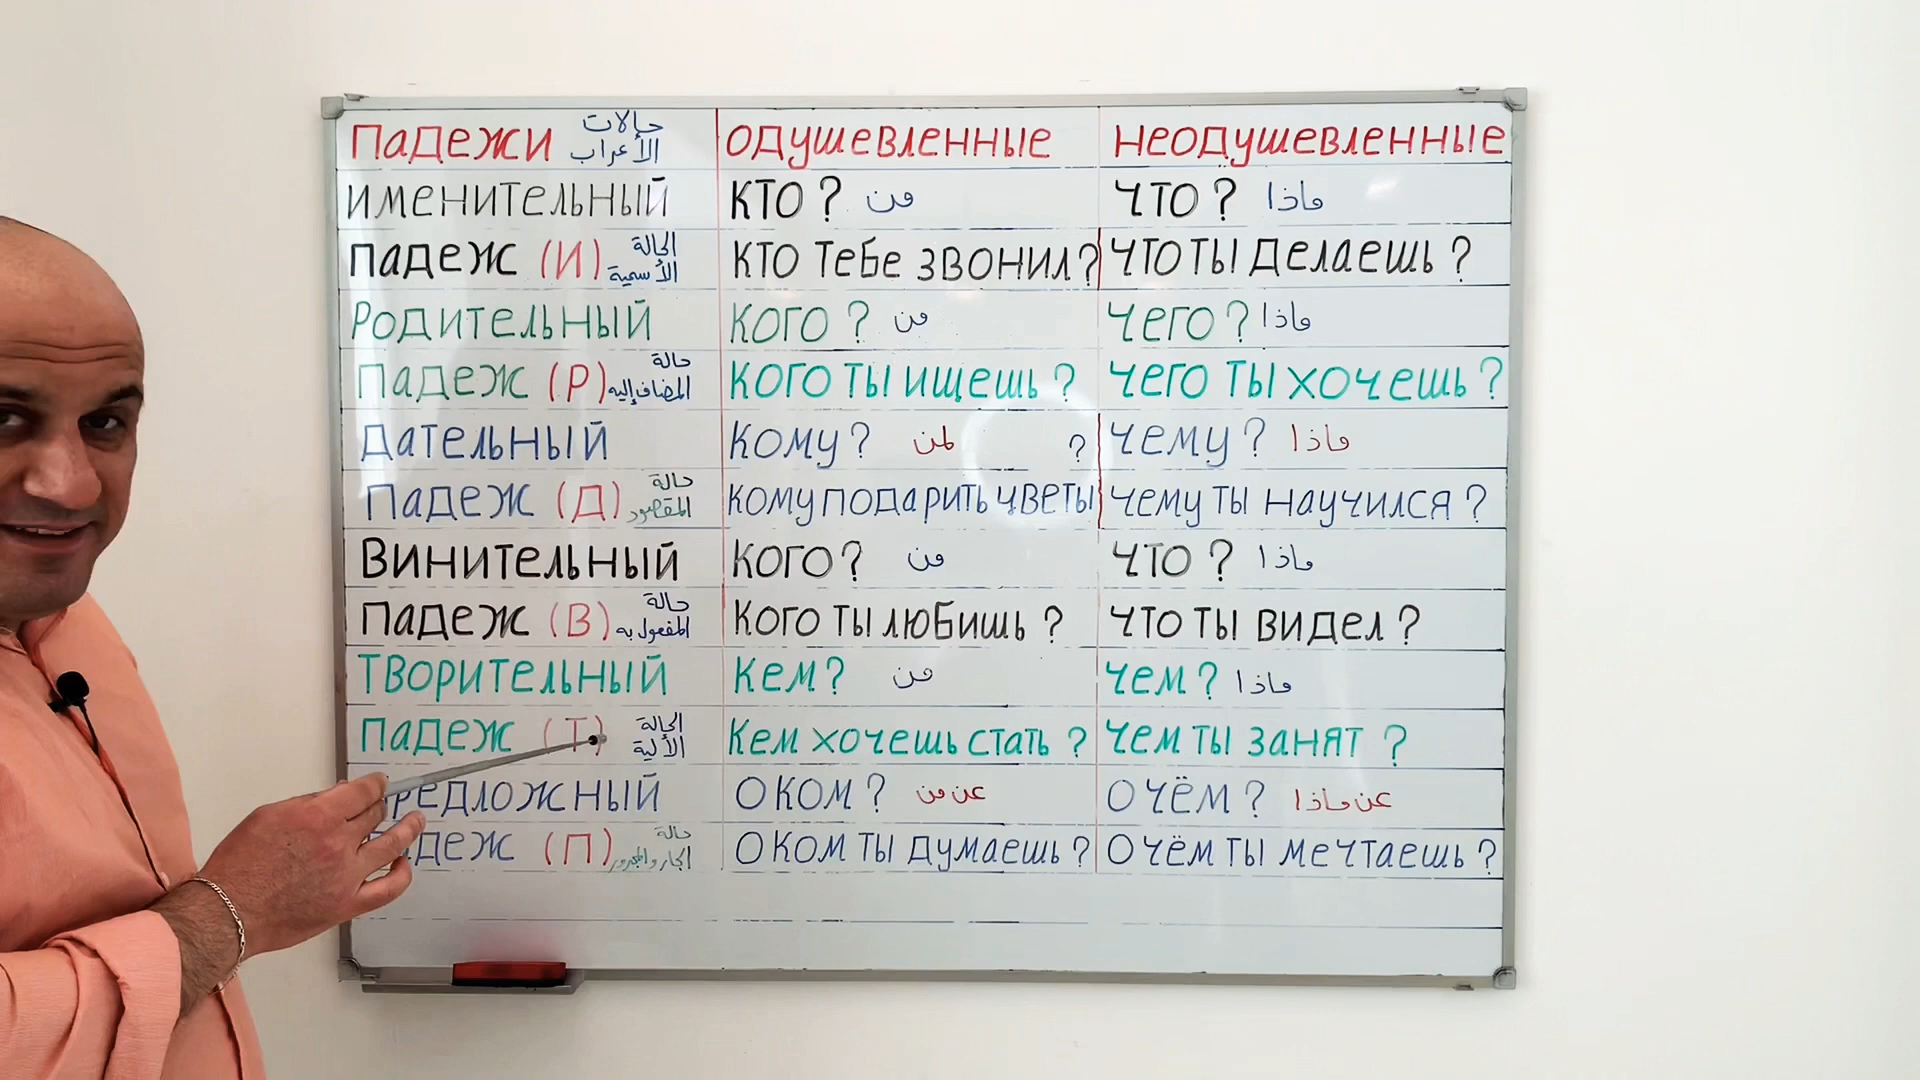 ПАДЕЖИ حالات الأعراب ОДУШЕВЛЕННЫЕ НЕОДУШЕВЛЕННЫЕ
ИМЕНИТЕЛЬНЫЙ КТО? من ЧТО? ماذا
ПАДЕЖ (И) الحالة الأسمية КТО ТЕБЕ ЗВОНИЛ? ЧТО ТЫ ДЕЛАЕШЬ?
РОДИТЕЛЬНЫЙ КОГО? من ЧЕГО? ماذا
ПАДЕЖ (Р) حالة المضاف إليه КОГО ТЫ ИЩЕШЬ? ЧЕГО ТЫ ХОЧЕШЬ?
ДАТЕЛЬНЫЙ КОМУ? لمن ? ЧЕМУ? ماذا
ПАДЕЖ (Д) حالة المقصود КОМУ ПОДАРИТЬ ЦВЕТЫ ЧЕМУ ТЫ НАУЧИЛСЯ?
ВИНИТЕЛЬНЫЙ КОГО? من ЧТО? ماذا
ПАДЕЖ (В) حالة المفعول به КОГО ТЫ ЛЮБИШЬ? ЧТО ТЫ ВИДЕЛ?
ТВОРИТЕЛЬНЫЙ КЕМ? من ЧЕМ? ماذا
ПАДЕЖ (Т) الحالة الألية КЕМ ХОЧЕШЬ СТАТЬ? ЧЕМ ТЫ ЗАНЯТ?
ПРЕДЛОЖНЫЙ О КОМ? عن من О ЧЁМ? عن ماذا
ПАДЕЖ (П) حالة الجار والمجرور О КОМ ТЫ ДУМАЕШЬ? О ЧЁМ ТЫ МЕЧТАЕШЬ?